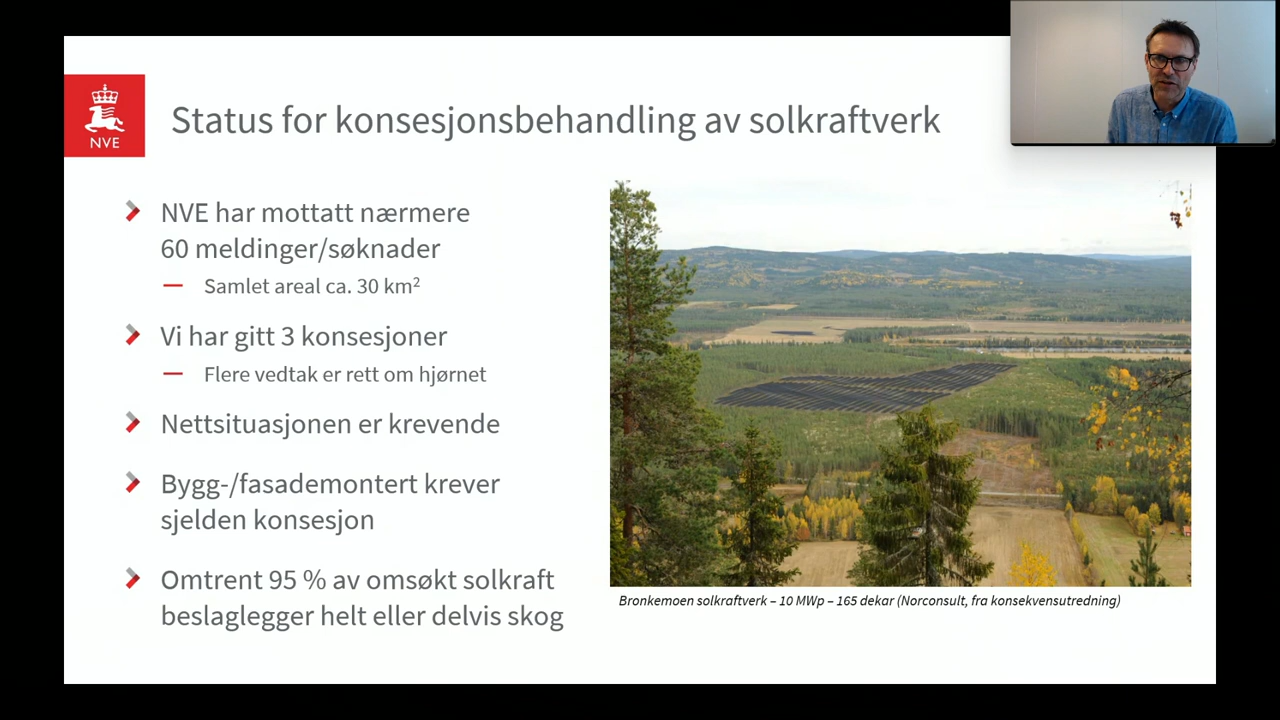 NVE
Status for konsesjonsbehandling av solkraftverk
NVE har mottatt nærmere
60 meldinger/søknader
Samlet areal ca. 30 km²
Vi har gitt 3 konsesjoner
Flere vedtak er rett om hjørnet
Nettsituasjonen er krevende
Bygg-/fasademontert krever
sjelden konsesjon
Omtrent 95 % av omsøkt solkraft
beslaglegger helt eller delvis skog
Bronkemoen solkraftverk – 10 MWp – 165 dekar (Norconsult, fra konsekvensutredning)